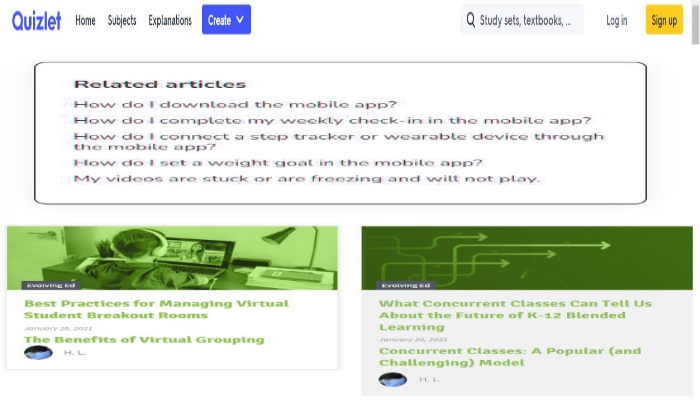 Quizlet Home Subjects Explanations Create Study sets, textbooks, ... Log in Sign up
Related articles
How do I download the mobile app?
How do I complete my weekly check-in in the mobile app?
How do I connect a step tracker or wearable device through
the mobile app?
How do I set a weight goal in the mobile app?
My videos are stuck or are freezing and will not play.
Evolving Ed
Best Practices for Managing Virtual
Student Breakout Rooms
January 28, 2021
The Benefits of Virtual Grouping
H. L.
Evolving Ed
What Concurrent Classes Can Tell Us
About the Future of K-12 Blended
Learning
January 20, 2021
Concurrent Classes: A Popular (and
Challenging) Model
H. L.